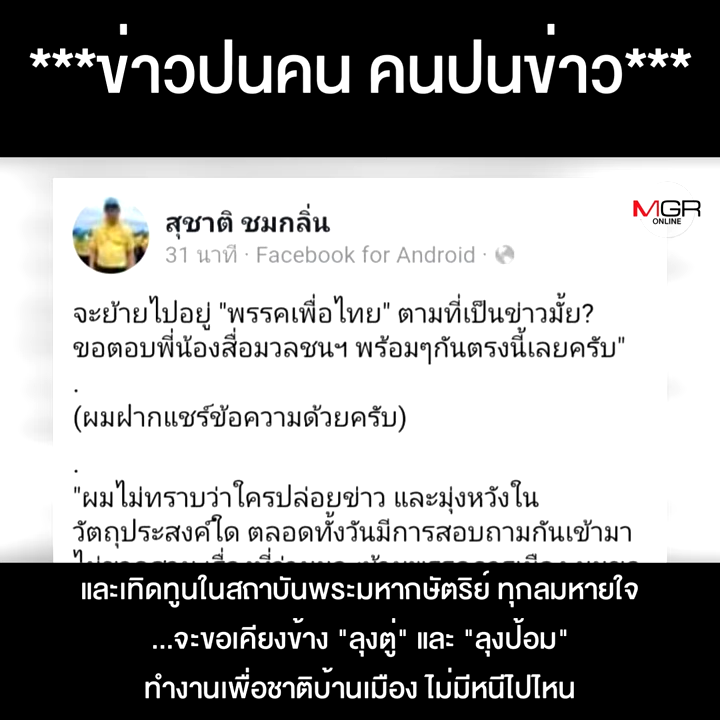 ***ข่าวปนคน คนปนข่าว***
MGR
ONLINE
สุชาติ ชมกลิ่น
31 นาที · Facebook for Android ·
จะย้ายไปอยู่ "พรรคเพื่อไทย" ตามที่เป็นข่าวมั้ย?
ขอตอบพี่น้องสื่อมวลชนฯ พร้อมๆกันตรงนี้เลยครับ"
.
(ผมฝากแชร์ข้อความด้วยครับ)
.
"ผมไม่ทราบว่าใครปล่อยข่าว และมุ่งหวังใน
วัตถุประสงค์ใด ตลอดทั้งวันมีการสอบถามกันเข้ามา
และเทิดทูนในสถาบันพระมหากษัตริย์ ทุกลมหายใจ
...จะขอเคียงข้าง "ลุงตู่" และ "ลุงป้อม"
ทำงานเพื่อชาติบ้านเมือง ไม่มีหนีไปไหน